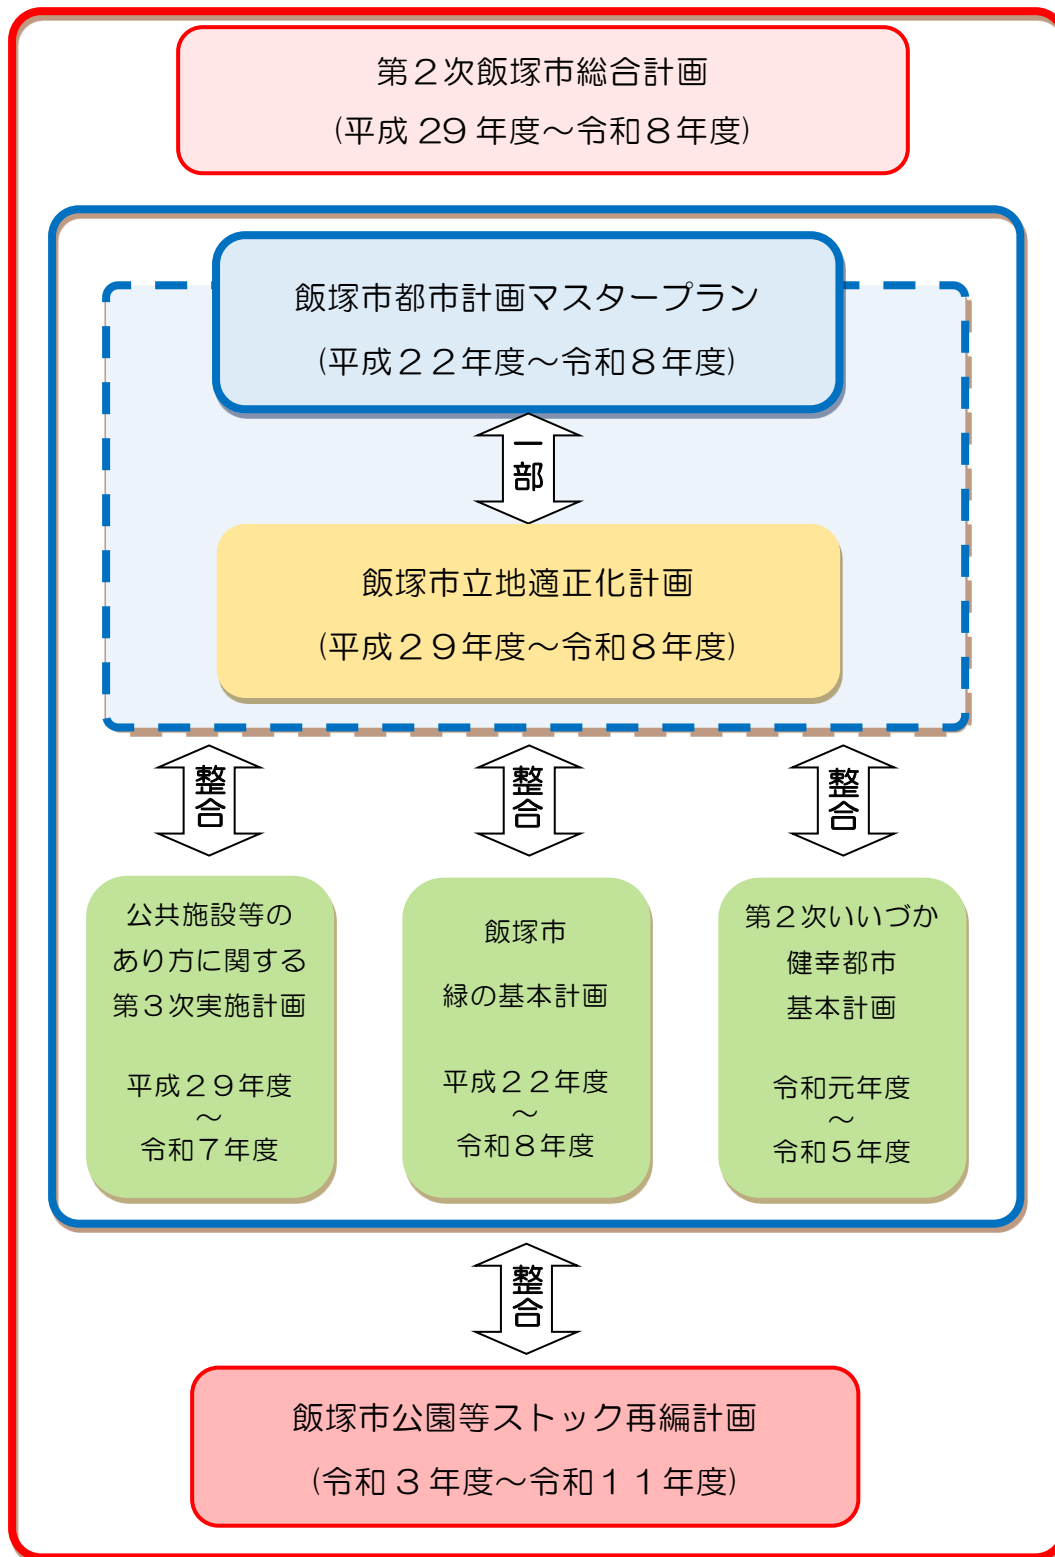 第２次飯塚市総合計画
(平成 29 年度～令和８年度)
飯塚市都市計画マスタープラン
(平成２２年度～令和８年度)
一部
飯塚市立地適正化計画
(平成２９年度～令和８年度)
整合
整合
整合
公共施設等の
あり方に関する
第３次実施計画
平成２９年度
～
令和７年度
飯塚市
緑の基本計画
平成２２年度
～
令和８年度
第２次いいづか
健幸都市
基本計画
令和元年度
～
令和５年度
整合
飯塚市公園等ストック再編計画
(令和 3 年度～令和１１年度)